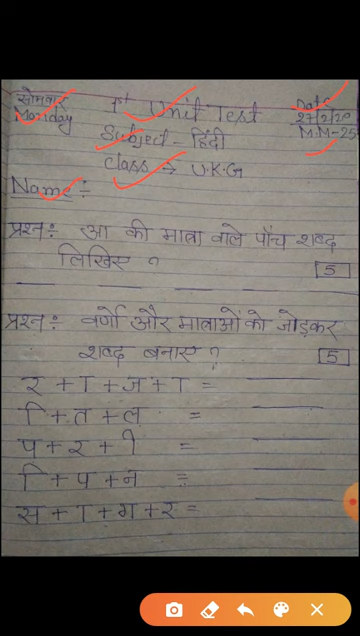 सोमवार 1st Unit Test Date
Monday 27/2/20
Subject - हिंदी M.M-25
Class → U.K.G
Name :-
प्रश्न: आ की मात्रा वाले पाँच शब्द
लिखिए ? 5
प्रश्न: वर्णो और मात्राओं को जोड़कर
शब्द बनाए ? 5
र + ा + ज + ा =
ि + त + ल =
प + र + ी =
ि + प + न =
स + ा + ग + र =